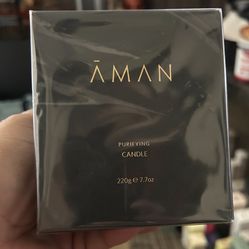 ĀMAN
PURIFYING
CANDLE
220g ℮ 7.7oz